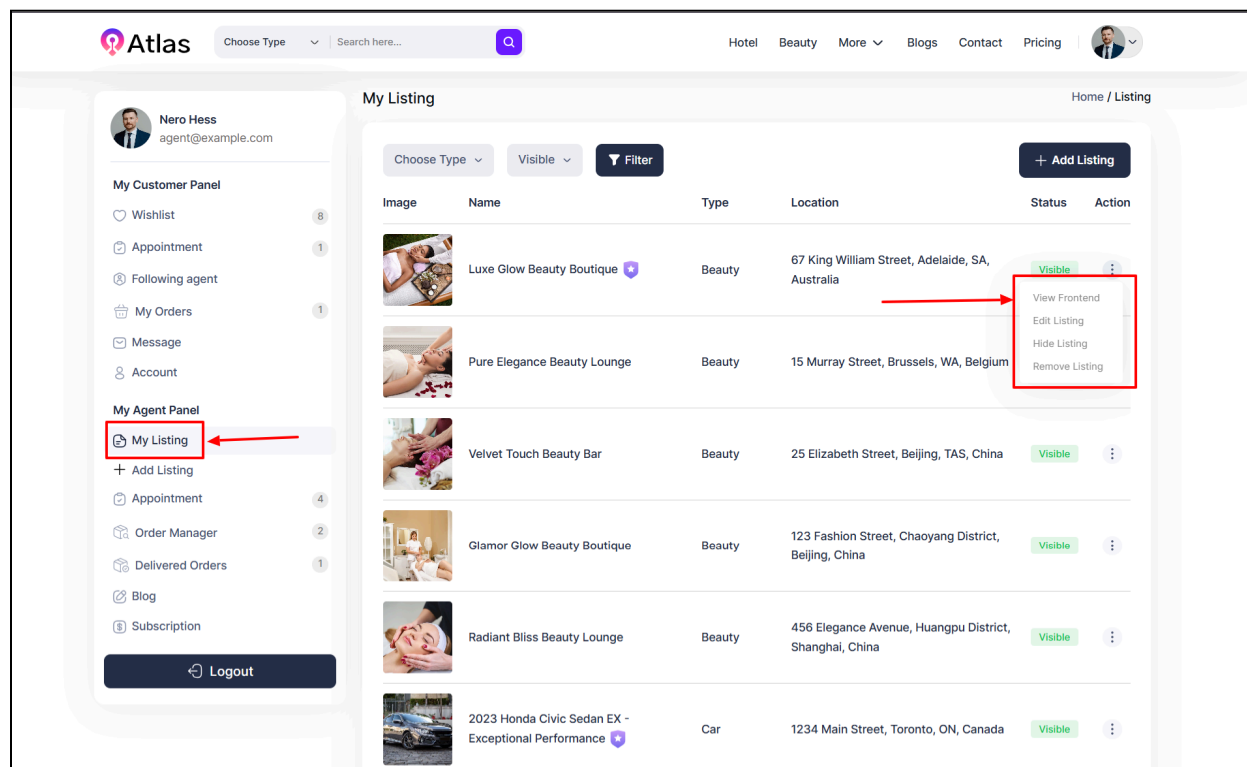 Atlas
Choose Type
Search here...
Hotel
Beauty
More
Blogs
Contact
Pricing
Nero Hess
agent@example.com
My Customer Panel
Wishlist
8
Appointment
1
Following agent
My Orders
1
Message
Account
My Agent Panel
My Listing
Add Listing
Appointment
4
Order Manager
2
Delivered Orders
1
Blog
Subscription
Logout
My Listing
Home / Listing
Choose Type
Visible
Filter
+ Add Listing
Image
Name
Type
Location
Status
Action
Luxe Glow Beauty Boutique
Beauty
67 King William Street, Adelaide, SA,
Australia
Visible
View Frontend
Edit Listing
Hide Listing
Remove Listing
Pure Elegance Beauty Lounge
Beauty
15 Murray Street, Brussels, WA, Belgium
Velvet Touch Beauty Bar
Beauty
25 Elizabeth Street, Beijing, TAS, China
Visible
Glamor Glow Beauty Boutique
Beauty
123 Fashion Street, Chaoyang District,
Beijing, China
Visible
Radiant Bliss Beauty Lounge
Beauty
456 Elegance Avenue, Huangpu District,
Shanghai, China
Visible
2023 Honda Civic Sedan EX -
Exceptional Performance
Car
1234 Main Street, Toronto, ON, Canada
Visible